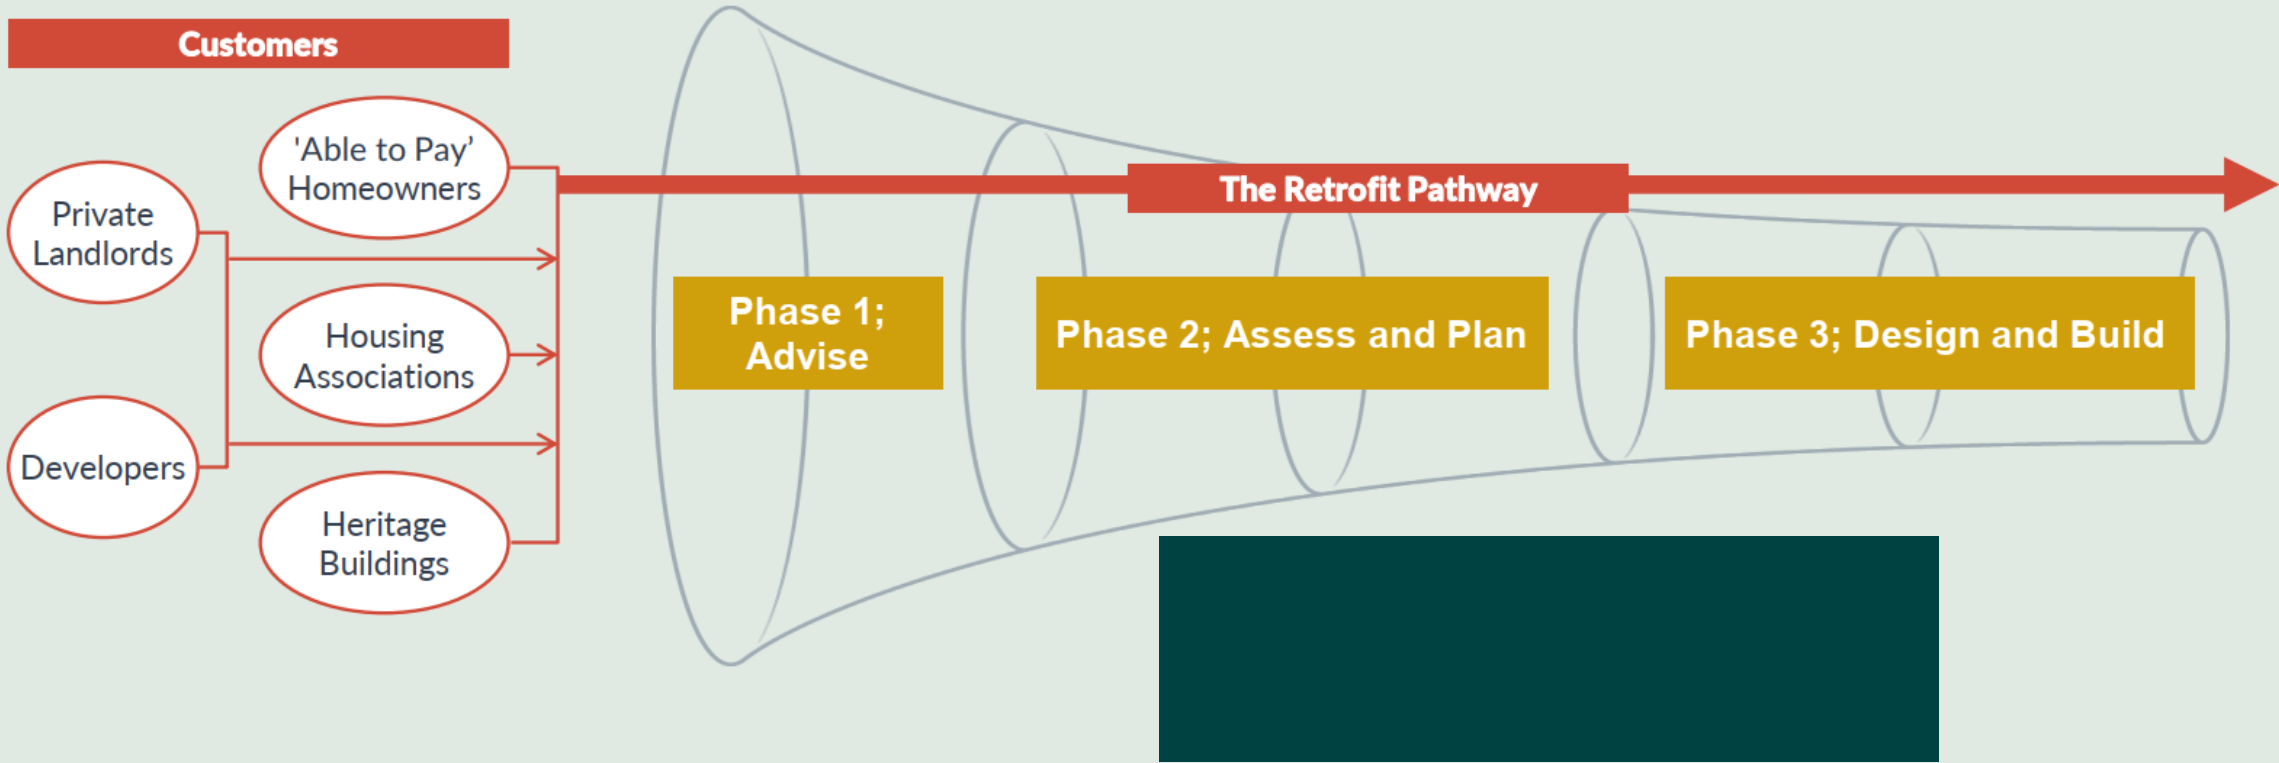 Customers
'Able to Pay’
Homeowners
Private
Landlords
Housing
Associations
Developers
Heritage
Buildings
The Retrofit Pathway
Phase 1;
Advise
Phase 2; Assess and Plan
Phase 3; Design and Build